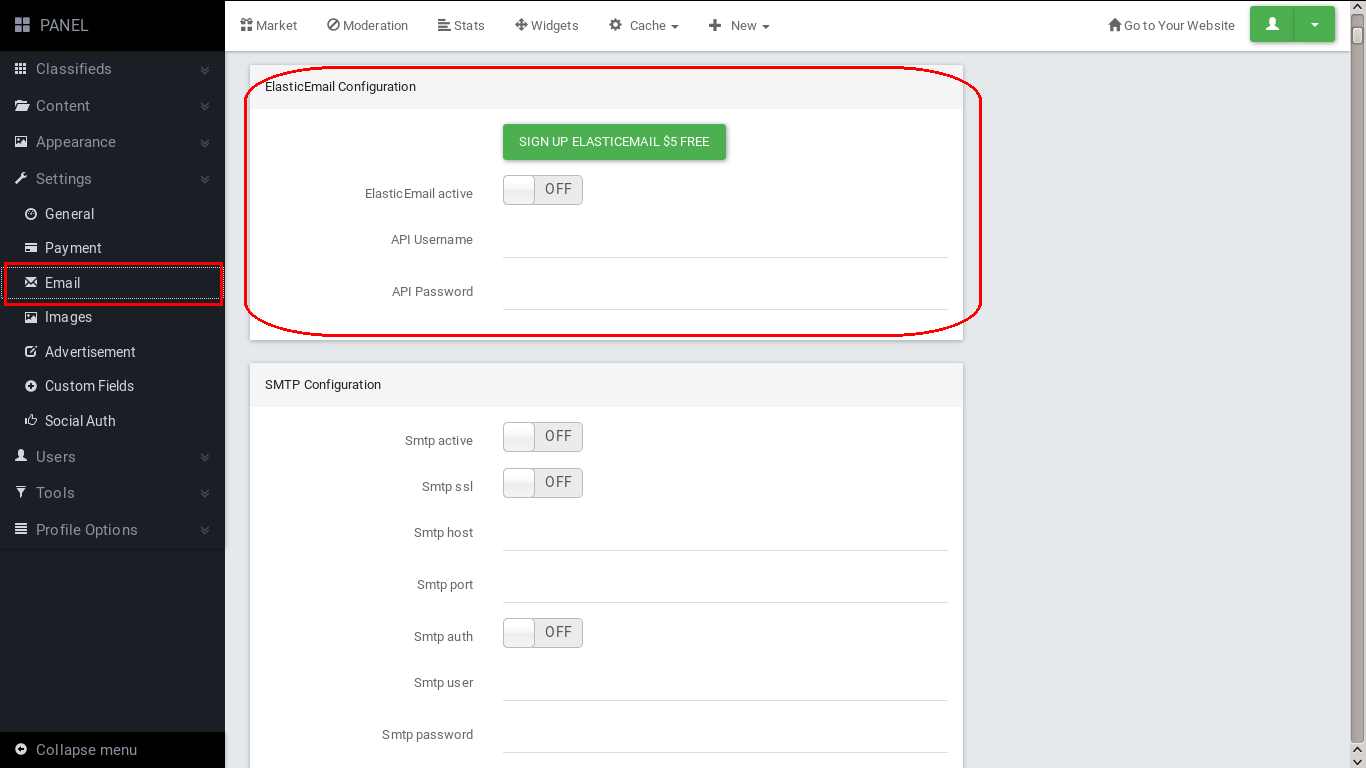 PANEL
Market Moderation Stats Widgets Cache New Go to Your Website
Classifieds
Content
Appearance
Settings
General
Payment
Email
Images
Advertisement
Custom Fields
Social Auth
Users
Tools
Profile Options
Collapse menu
ElasticEmail Configuration
SIGN UP ELASTICEMAIL $5 FREE
ElasticEmail active OFF
API Username
API Password
SMTP Configuration
Smtp active OFF
Smtp ssl OFF
Smtp host
Smtp port
Smtp auth OFF
Smtp user
Smtp password